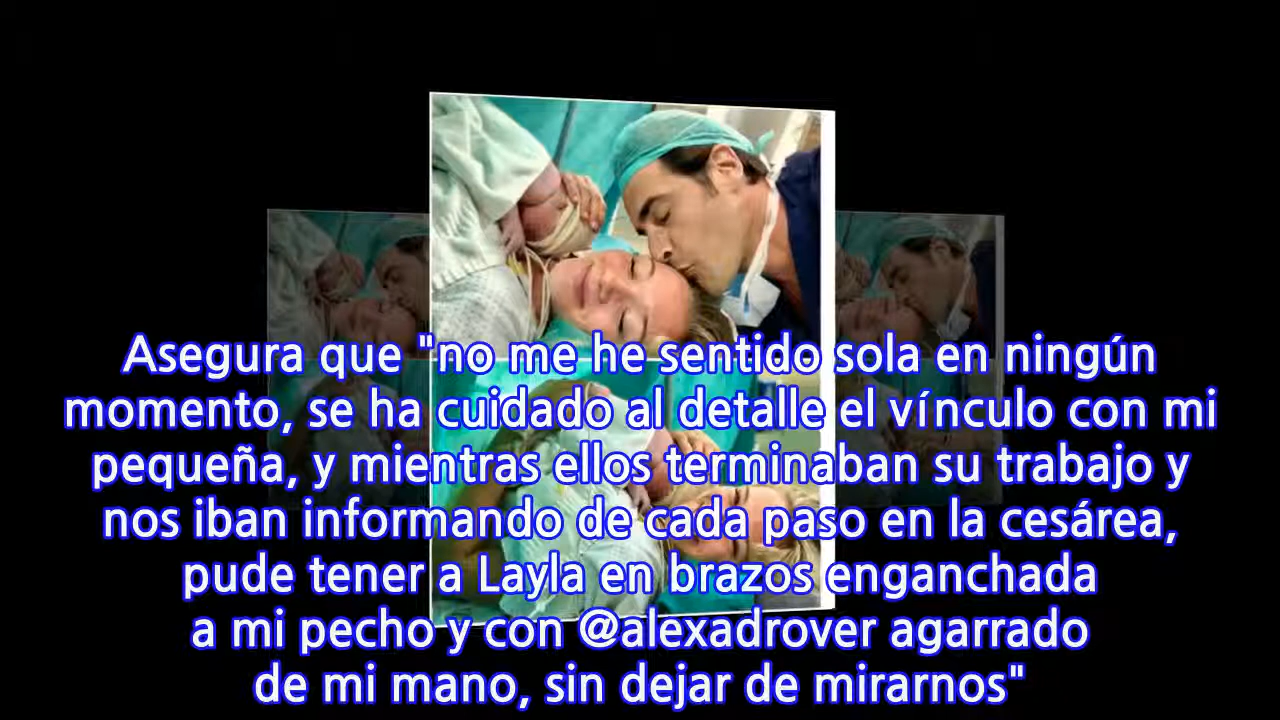 Asegura que "no me he sentido sola en ningún
momento, se ha cuidado al detalle el vínculo con mi
pequeña, y mientras ellos terminaban su trabajo y
nos iban informando de cada paso en la cesárea,
pude tener a Layla en brazos enganchada
a mi pecho y con @alexadrover agarrado
de mi mano, sin dejar de mirarnos"